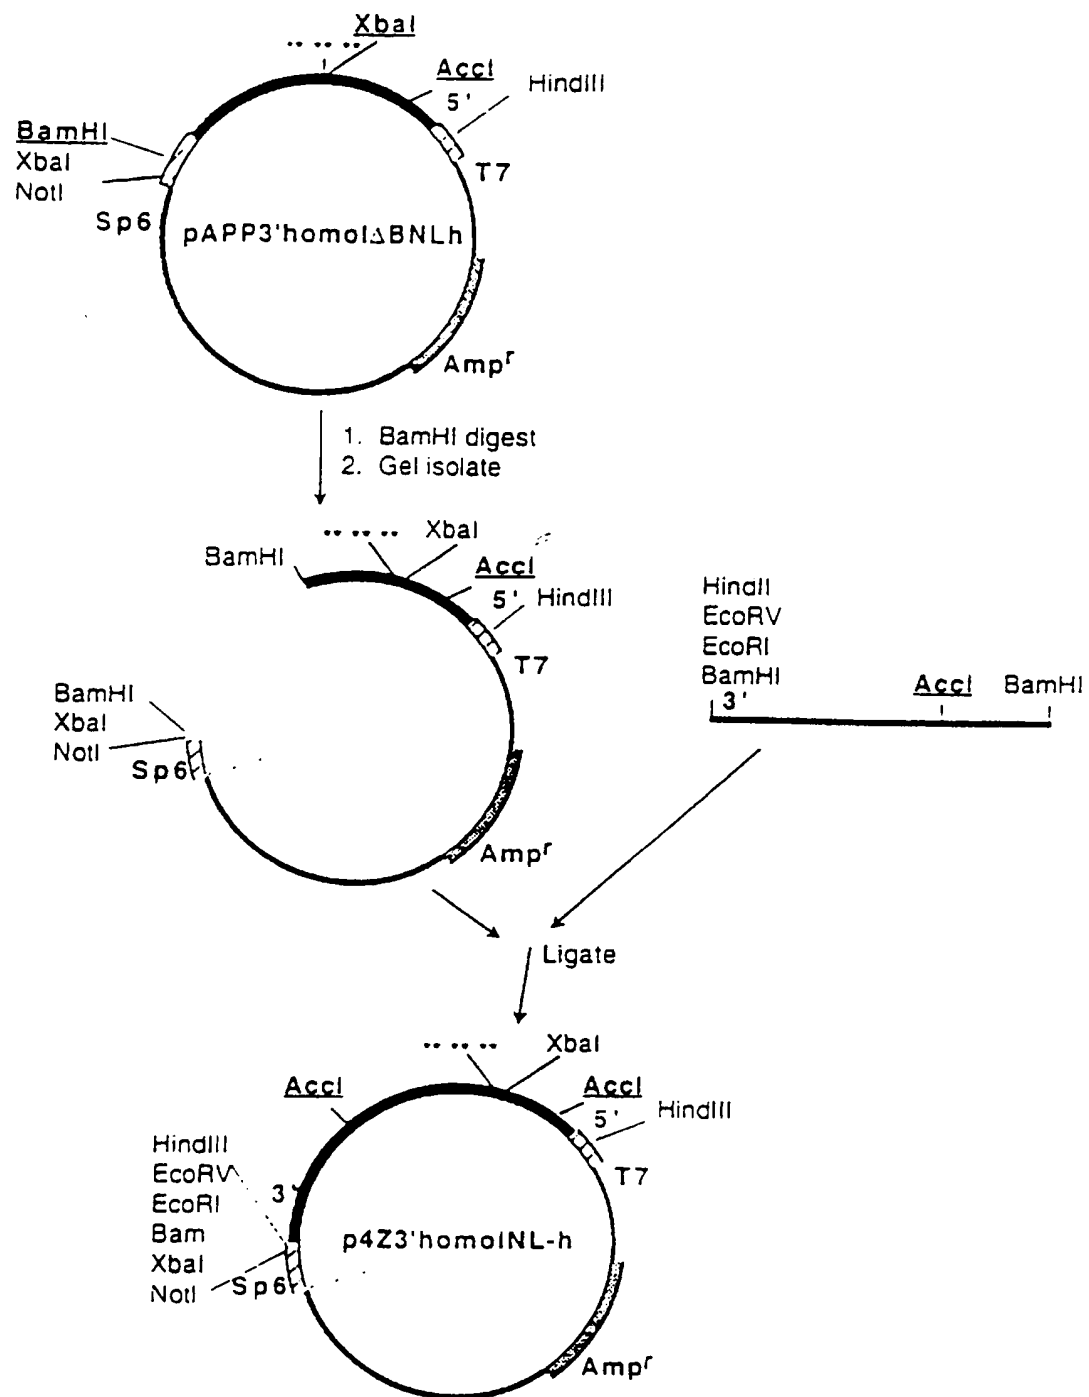 XbaI
AccI
5'
HindIII
BamHI
XbaI
NotI
T7
Sp6
pAPP3'homolΔBNLh
Amp^r
1. BamHI digest
2. Gel isolate
XbaI
BamHI
AccI
5'
HindIII
T7
HindII
EcoRV
EcoRI
BamHI
3'
AccI
BamHI
BamHI
XbaI
NotI
Sp6
Amp^r
Ligate
XbaI
AccI
AccI
5'
HindIII
T7
HindIII
EcoRV
EcoRI
Bam
XbaI
NotI
3'
Sp6
p4Z3'homolNL-h
Amp^r